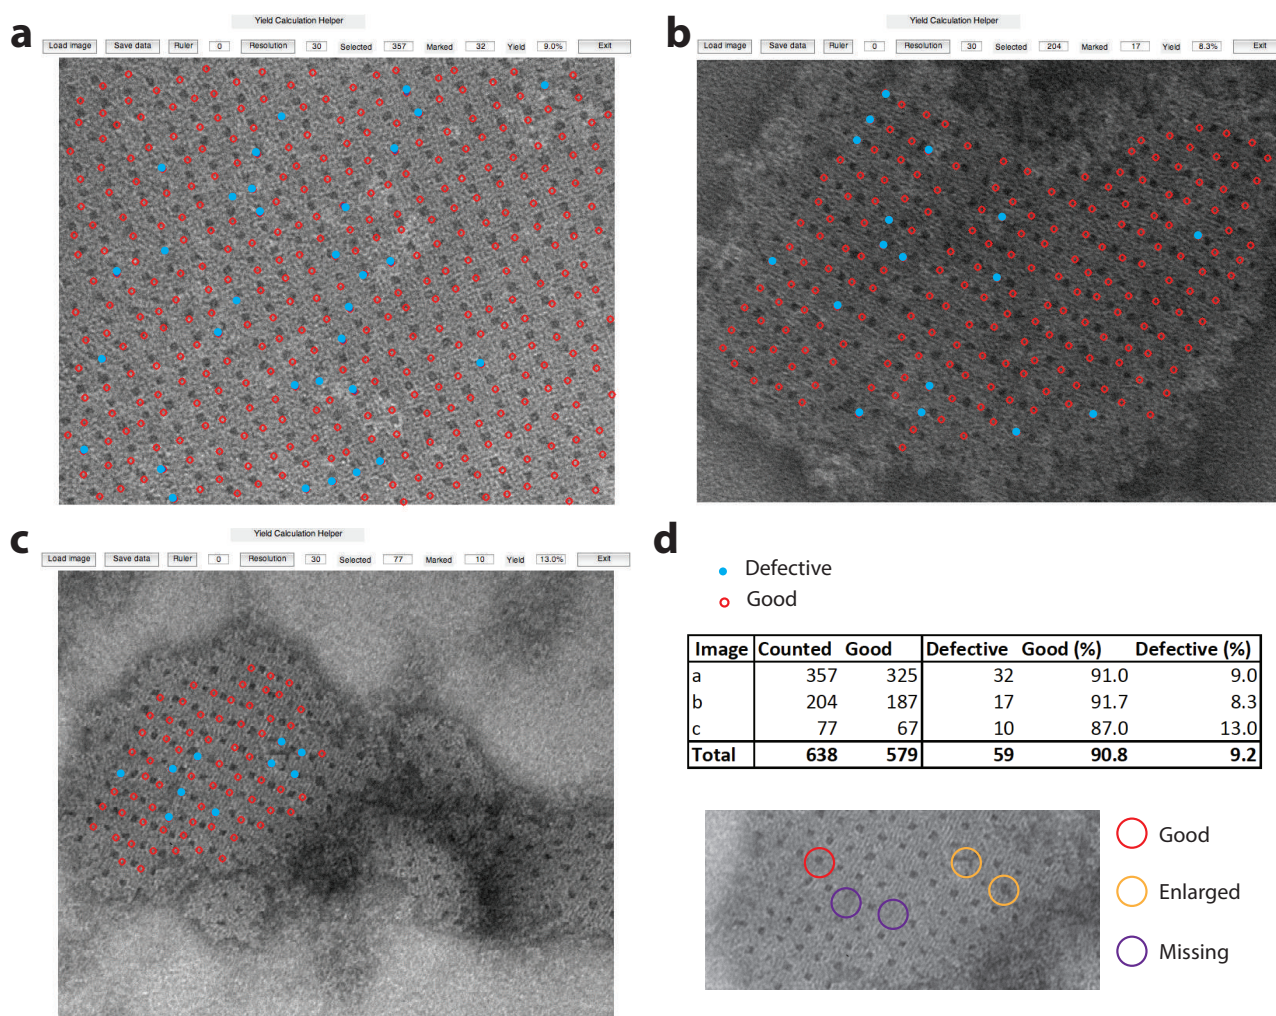 a
Yield Calculation Helper
Load image Save data Ruler 0 Resolution 30 Selected 357 Marked 32 Yield 9.0% Exit
b
Yield Calculation Helper
Load image Save data Ruler 0 Resolution 30 Selected 204 Marked 17 Yield 8.3% Exit
c
Yield Calculation Helper
Load image Save data Ruler 0 Resolution 30 Selected 77 Marked 10 Yield 13.0% Exit
d
Defective
Good
Image Counted Good Defective Good (%) Defective (%)
a 357 325 32 91.0 9.0
b 204 187 17 91.7 8.3
c 77 67 10 87.0 13.0
Total 638 579 59 90.8 9.2
Good
Enlarged
Missing